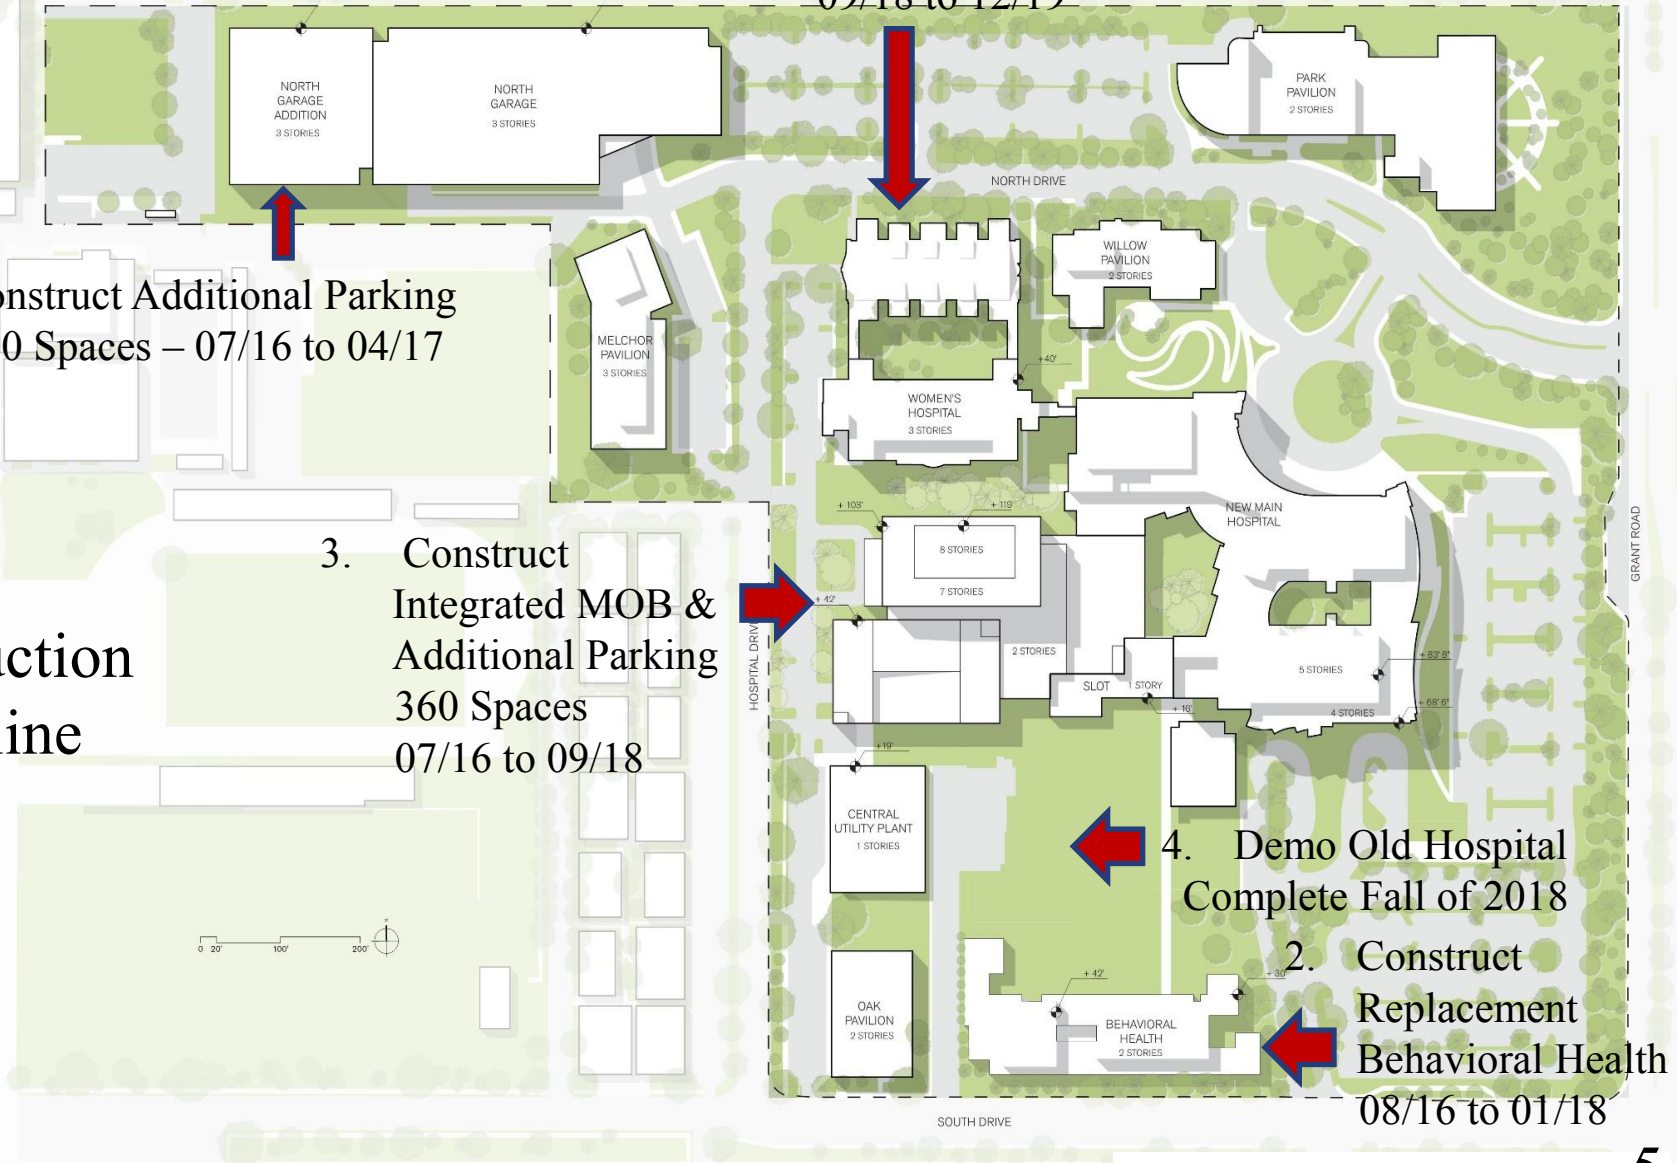 09/18 to 12/19
NORTH
GARAGE
ADDITION
3 STORIES
NORTH
GARAGE
3 STORIES
PARK
PAVILION
2 STORIES
NORTH DRIVE
onstruct Additional Parking
0 Spaces – 07/16 to 04/17
MELCHOR
PAVILION
3 STORIES
WILLOW
PAVILION
2 STORIES
+40'
WOMEN'S
HOSPITAL
3 STORIES
NEW MAIN
HOSPITAL
GRANT ROAD
+ 103'
+ 119'
8 STORIES
7 STORIES
+ 42'
3. Construct
Integrated MOB &
Additional Parking
360 Spaces
07/16 to 09/18
HOSPITAL DRIVE
2 STORIES
SLOT
1 STORY
+ 16'
5 STORIES
4 STORIES
+ 83' 8"
+ 68' 6"
uction
line
+19'
CENTRAL
UTILITY PLANT
1 STORIES
4. Demo Old Hospital
Complete Fall of 2018
0 20' 100' 200'
OAK
PAVILION
2 STORIES
+ 42'
+ 30'
BEHAVIORAL
HEALTH
2 STORIES
2. Construct
Replacement
Behavioral Health
08/16 to 01/18
SOUTH DRIVE
5